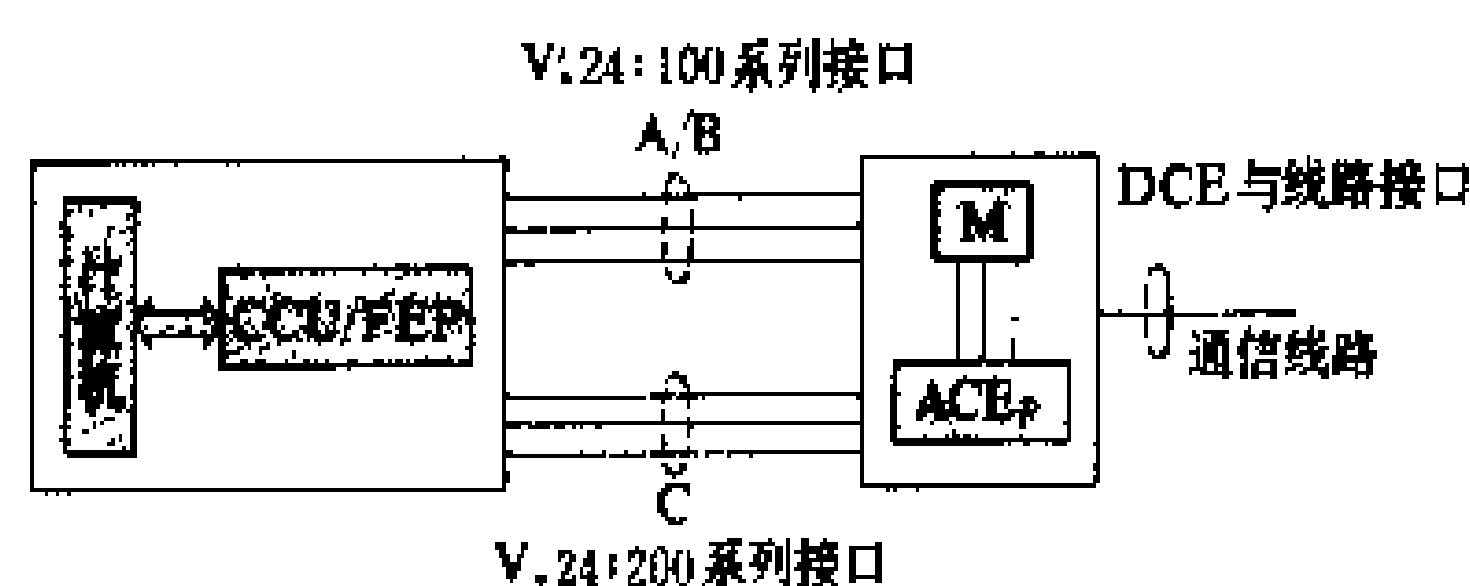 V.24:100系列接口
A/B
M
DCE与线路接口
计算机
CCU/FEP
通信线路
ACEp
C
V.24:200系列接口